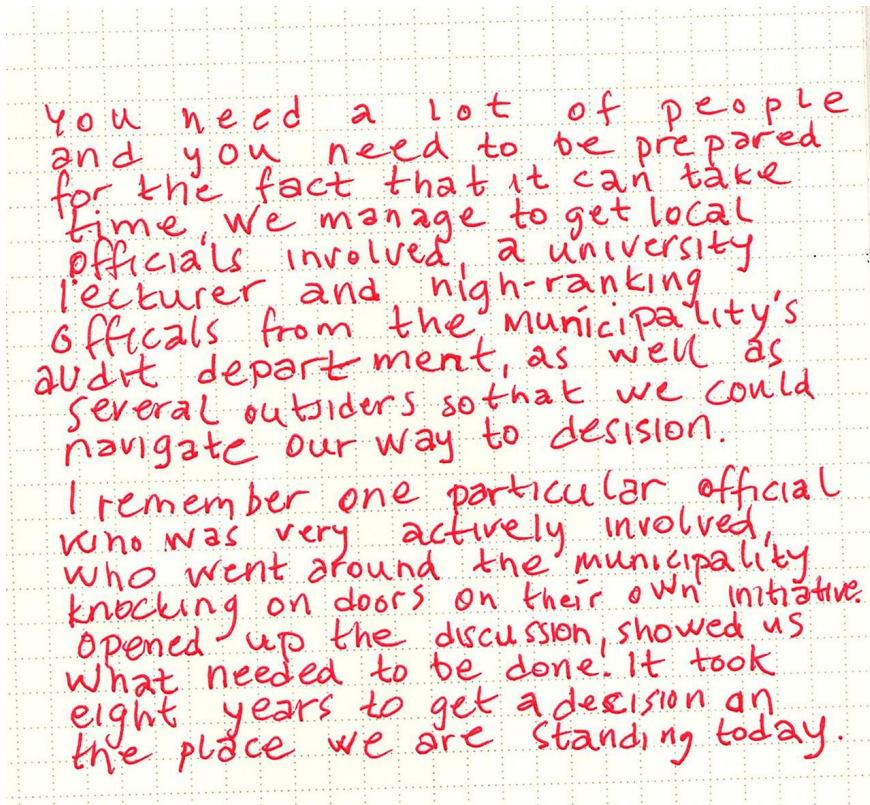 You need a lot of people
and you need to be prepared
for the fact that it can take
time, we manage to get local
officials involved, a university
lecturer and high-ranking
officals from the municipality's
audit department, as well as
several outsiders so that we could
navigate our way to desision.
I remember one particular official
who was very actively involved,
who went around the municipality
knocking on doors on their own initiative.
opened up the discussion, showed us
what needed to be done. It took
eight years to get a decision on
the place we are standing today.